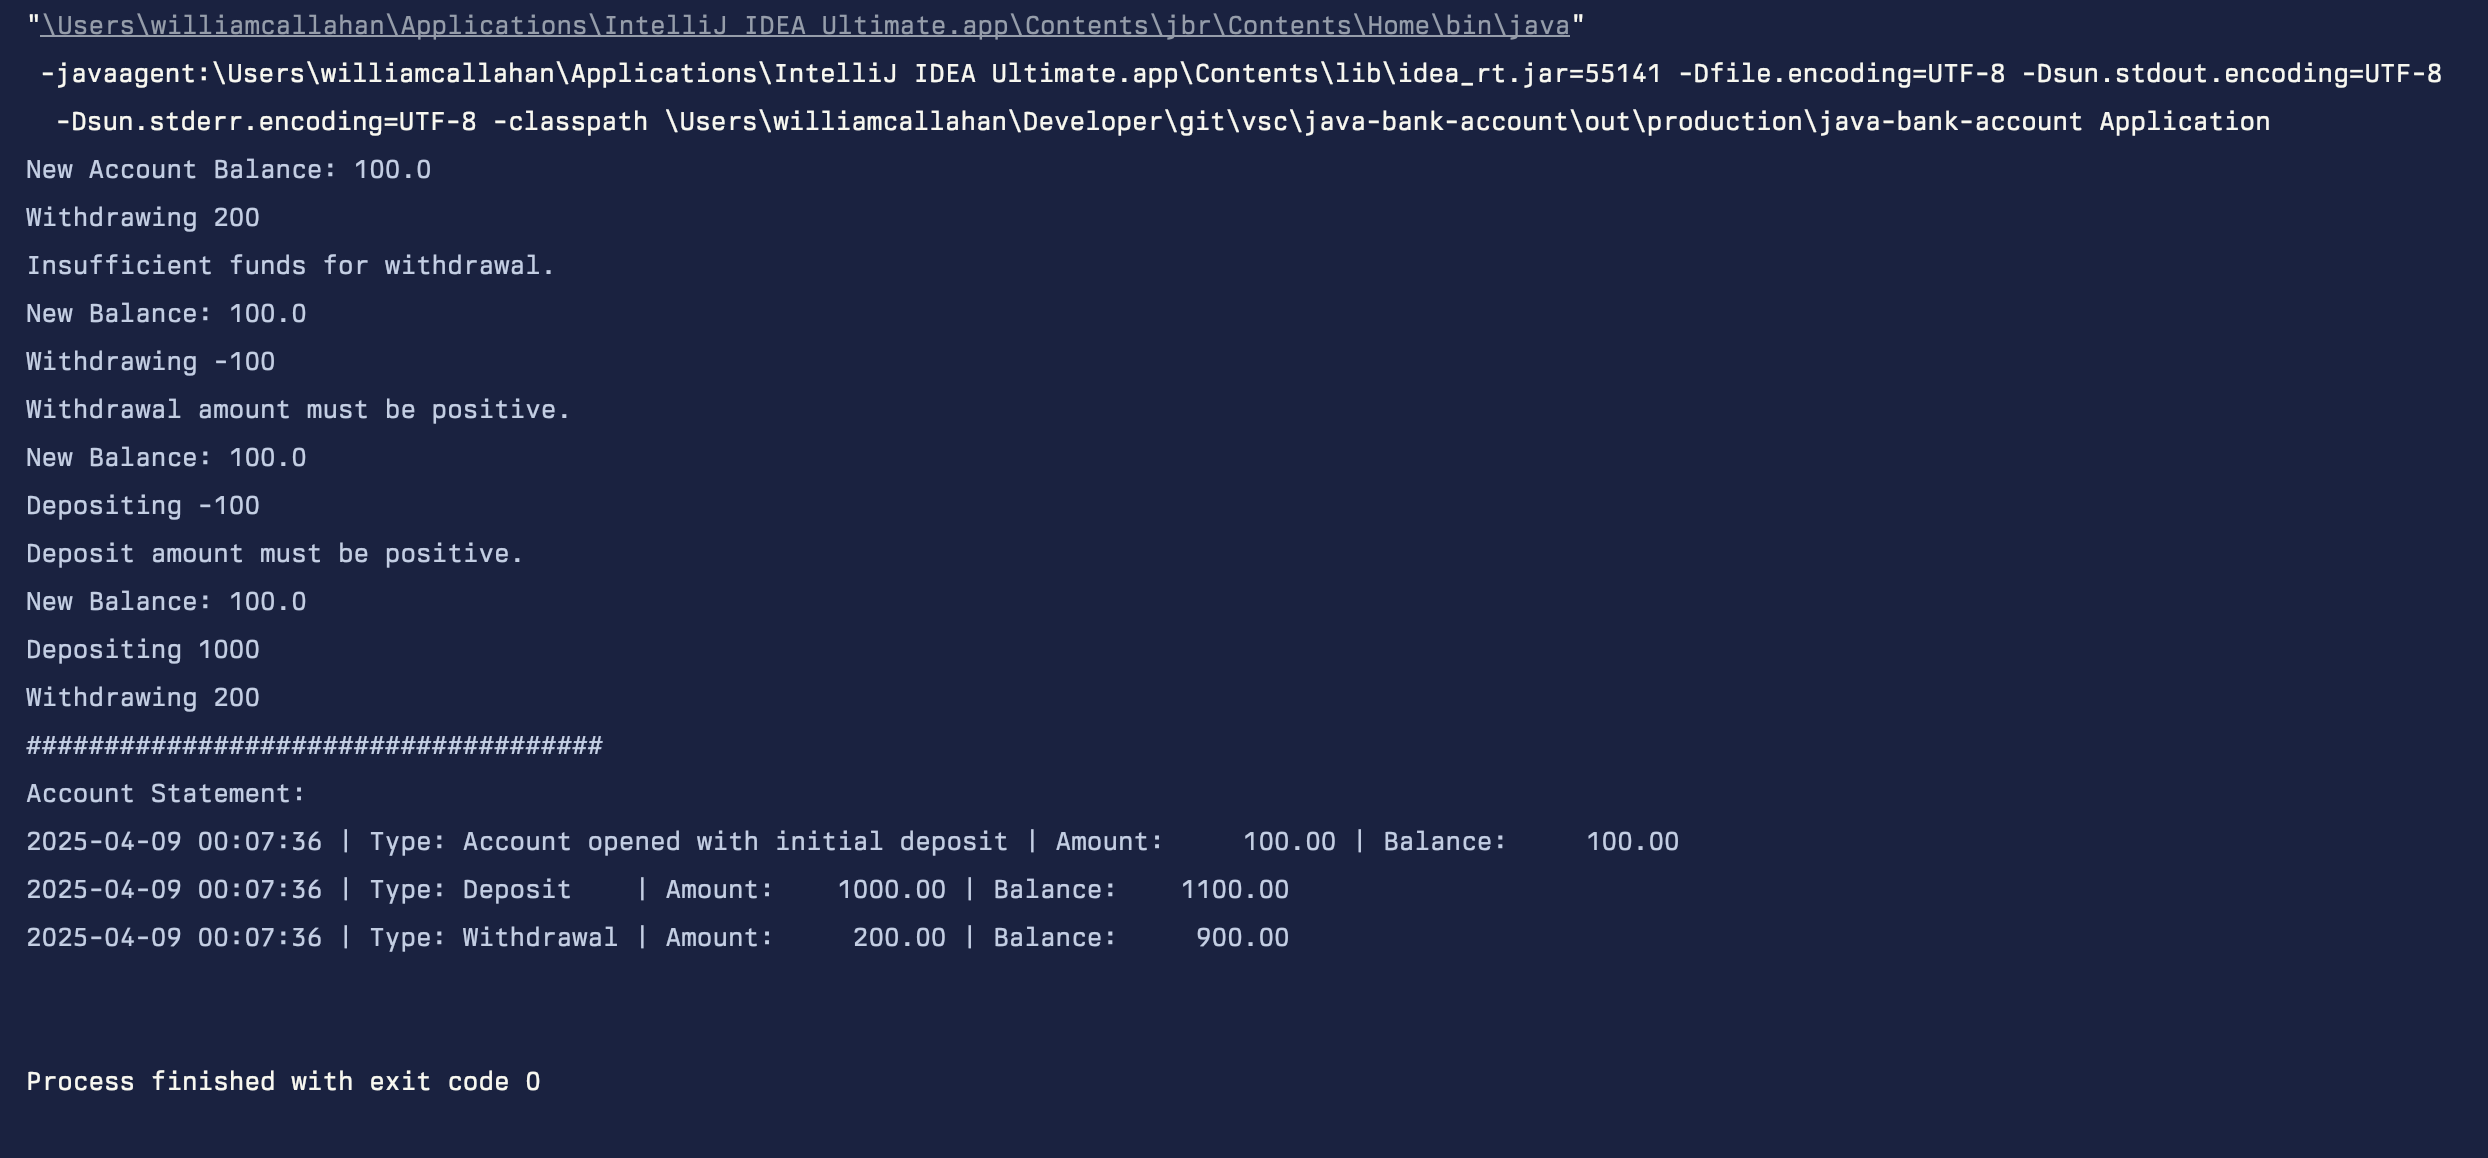 "\Users\williamcallahan\Applications\IntelliJ IDEA Ultimate.app\Contents\jbr\Contents\Home\bin\java"
-javaagent:\Users\williamcallahan\Applications\IntelliJ IDEA Ultimate.app\Contents\lib\idea_rt.jar=55141 -Dfile.encoding=UTF-8 -Dsun.stdout.encoding=UTF-8
-Dsun.stderr.encoding=UTF-8 -classpath \Users\williamcallahan\Developer\git\vsc\java-bank-account\out\production\java-bank-account Application
New Account Balance: 100.0
Withdrawing 200
Insufficient funds for withdrawal.
New Balance: 100.0
Withdrawing -100
Withdrawal amount must be positive.
New Balance: 100.0
Depositing -100
Deposit amount must be positive.
New Balance: 100.0
Depositing 1000
Withdrawing 200
#####################################
Account Statement:
2025-04-09 00:07:36 | Type: Account opened with initial deposit | Amount:     100.00 | Balance:     100.00
2025-04-09 00:07:36 | Type: Deposit    | Amount:    1000.00 | Balance:    1100.00
2025-04-09 00:07:36 | Type: Withdrawal | Amount:     200.00 | Balance:     900.00
Process finished with exit code 0